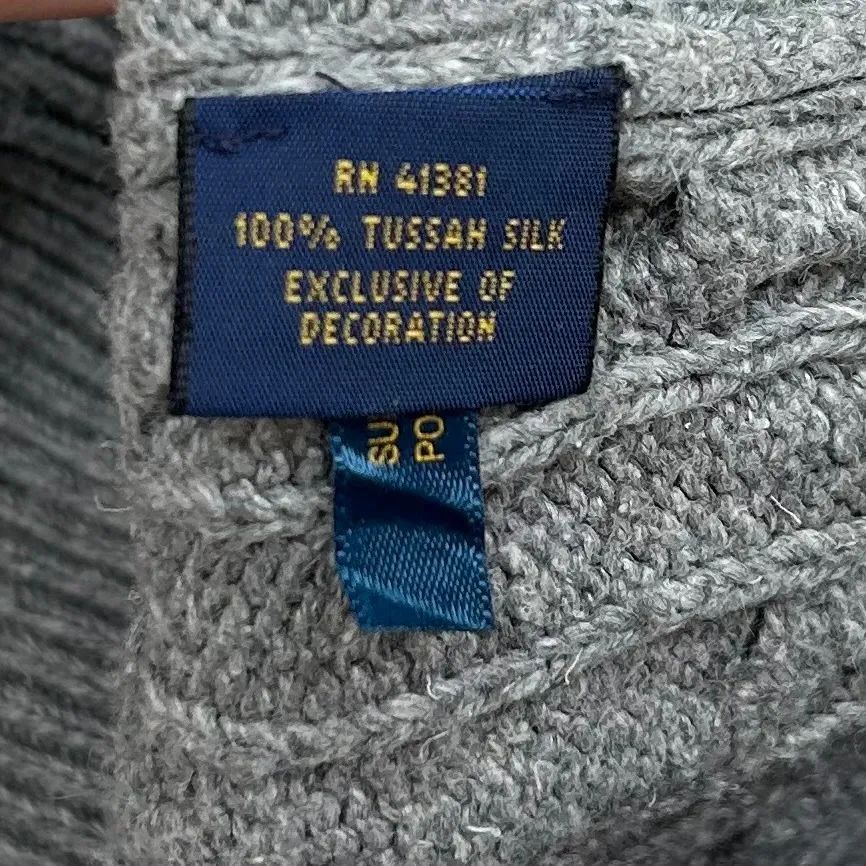 RN 41381
100% TUSSAH SILK
EXCLUSIVE OF
DECORATION
SU
PO